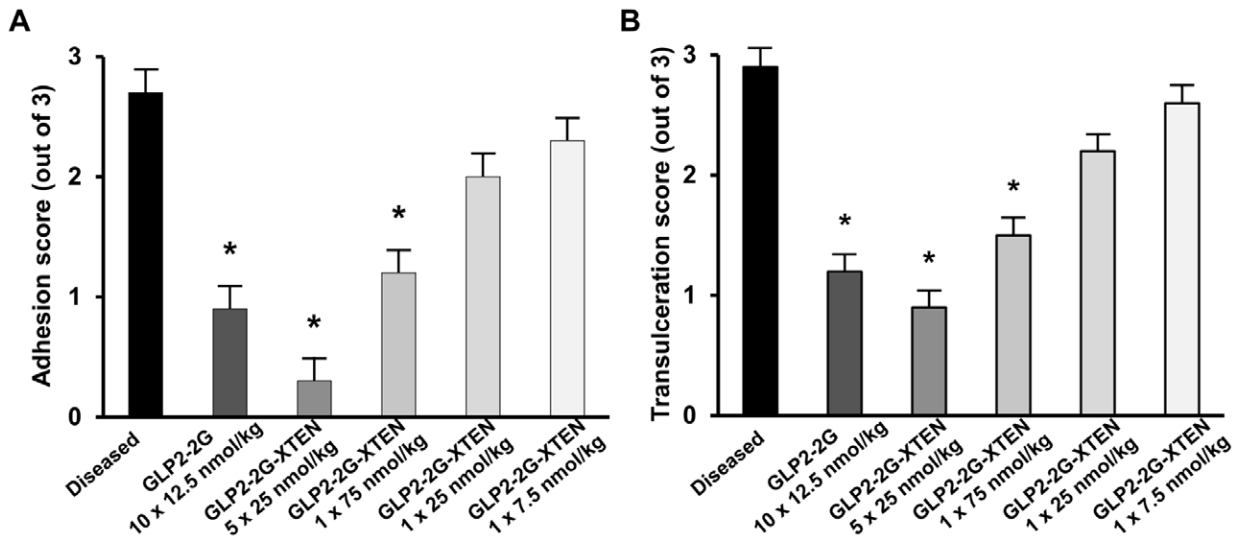 A
Adhesion score (out of 3)
3
2
1
0
*
*
*
Diseased
GLP2-2G
10 x 12.5 nmol/kg
GLP2-2G-XTEN
5 x 25 nmol/kg
GLP2-2G-XTEN
1 x 75 nmol/kg
GLP2-2G-XTEN
1 x 25 nmol/kg
GLP2-2G-XTEN
1 x 7.5 nmol/kg
B
Transulceration score (out of 3)
3
2
1
0
*
*
*
Diseased
GLP2-2G
10 x 12.5 nmol/kg
GLP2-2G-XTEN
5 x 25 nmol/kg
GLP2-2G-XTEN
1 x 75 nmol/kg
GLP2-2G-XTEN
1 x 25 nmol/kg
GLP2-2G-XTEN
1 x 7.5 nmol/kg